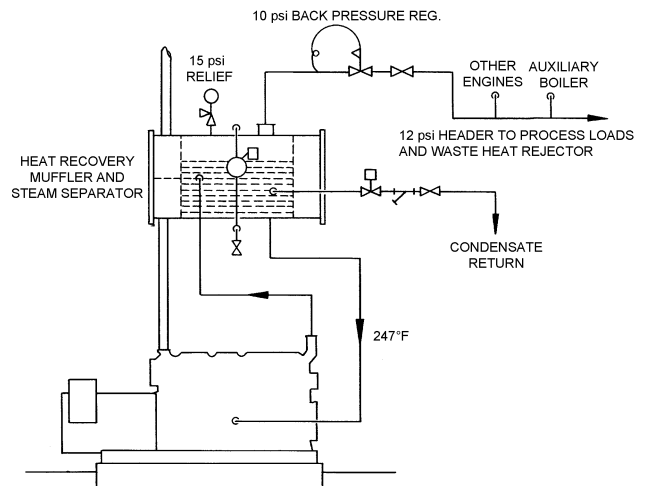 10 psi BACK PRESSURE REG.
15 psi
RELIEF
OTHER
ENGINES
AUXILIARY
BOILER
12 psi HEADER TO PROCESS LOADS
AND WASTE HEAT REJECTOR
HEAT RECOVERY
MUFFLER AND
STEAM SEPARATOR
CONDENSATE
RETURN
247°F